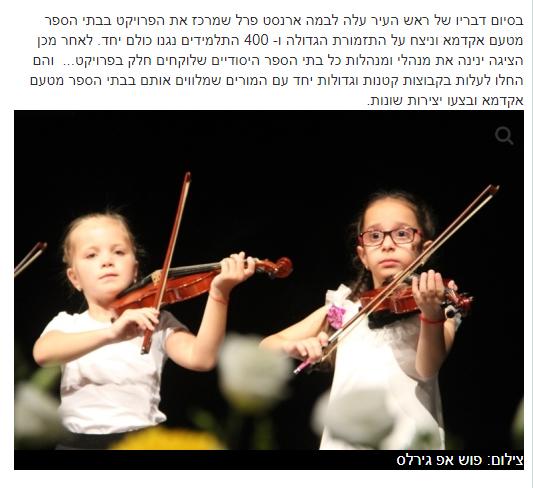 בסיום דבריו של ראש העיר עלה לבמה ארנסט פרל שמרכז את הפרויקט בבתי הספר
מטעם אקדמא וניצח על התזמורת הגדולה ו- 400 התלמידים נגנו כולם יחד. לאחר מכן
הציגה ינינה את מנהלי ומנהלות כל בתי הספר היסודיים שלוקחים חלק בפרויקט... והם
החלו לעלות בקבוצות קטנות וגדולות יחד עם המורים שמלווים אותם בבתי הספר מטעם
אקדמא ובצעו יצירות שונות.
צילום: פוש אפ גירלס